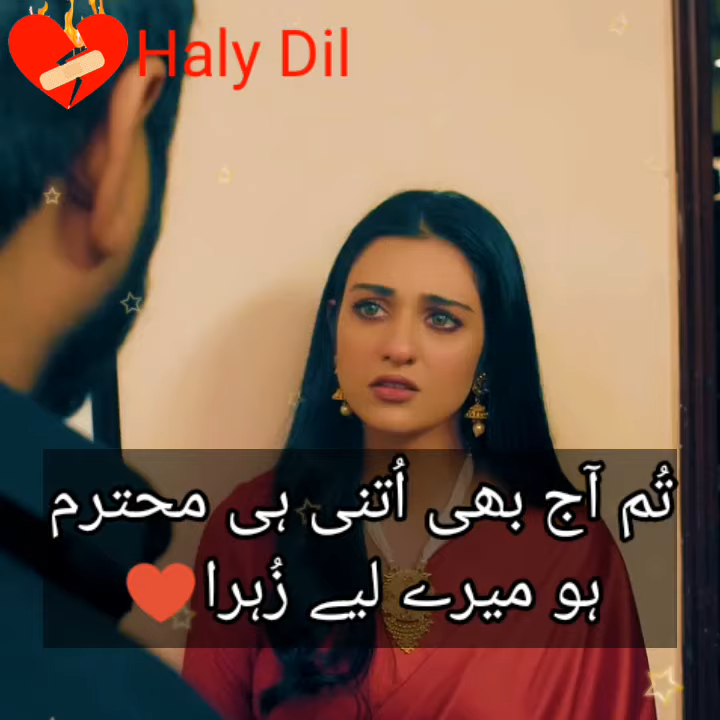 Haly Dil
تُم آج بھی اُتنی ہی محترم
ہو میرے لیے زُہرا❤️